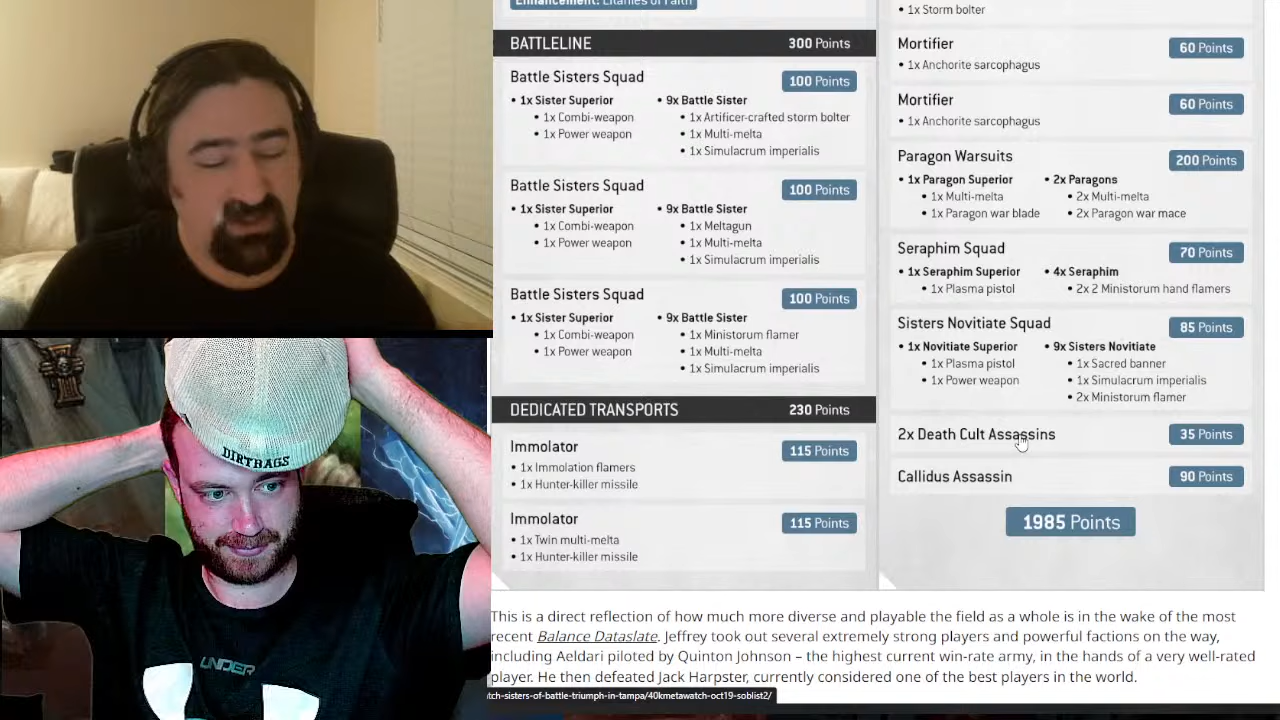 Enhancement: Litanies of Faith
BATTLELINE 300 Points
Battle Sisters Squad 100 Points
• 1x Sister Superior
• 1x Combi-weapon
• 1x Power weapon
• 9x Battle Sister
• 1x Artificer-crafted storm bolter
• 1x Multi-melta
• 1x Simulacrum imperialis
Battle Sisters Squad 100 Points
• 1x Sister Superior
• 1x Combi-weapon
• 1x Power weapon
• 9x Battle Sister
• 1x Meltagun
• 1x Multi-melta
• 1x Simulacrum imperialis
Battle Sisters Squad 100 Points
• 1x Sister Superior
• 1x Combi-weapon
• 1x Power weapon
• 9x Battle Sister
• 1x Ministorum flamer
• 1x Multi-melta
• 1x Simulacrum imperialis
DEDICATED TRANSPORTS 230 Points
Immolator 115 Points
• 1x Immolation flamers
• 1x Hunter-killer missile
Immolator 115 Points
• 1x Twin multi-melta
• 1x Hunter-killer missile
• 1x Storm bolter
Mortifier 60 Points
• 1x Anchorite sarcophagus
Mortifier 60 Points
• 1x Anchorite sarcophagus
Paragon Warsuits 200 Points
• 1x Paragon Superior
• 1x Multi-melta
• 1x Paragon war blade
• 2x Paragons
• 2x Multi-melta
• 2x Paragon war mace
Seraphim Squad 70 Points
• 1x Seraphim Superior
• 1x Plasma pistol
• 4x Seraphim
• 2x 2 Ministorum hand flamers
Sisters Novitiate Squad 85 Points
• 1x Novitiate Superior
• 1x Plasma pistol
• 1x Power weapon
• 9x Sisters Novitiate
• 1x Sacred banner
• 1x Simulacrum imperialis
• 2x Ministorum flamer
2x Death Cult Assassins 35 Points
Callidus Assassin 90 Points
1985 Points
This is a direct reflection of how much more diverse and playable the field as a whole is in the wake of the most
recent Balance Dataslate. Jeffrey took out several extremely strong players and powerful factions on the way,
including Aeldari piloted by Quinton Johnson – the highest current win-rate army, in the hands of a very well-rated
player. He then defeated Jack Harpster, currently considered one of the best players in the world.
tch-sisters-of-battle-triumph-in-tampa/40kmetawatch-oct19-soblist2/
DIRTBAGS
UNDER